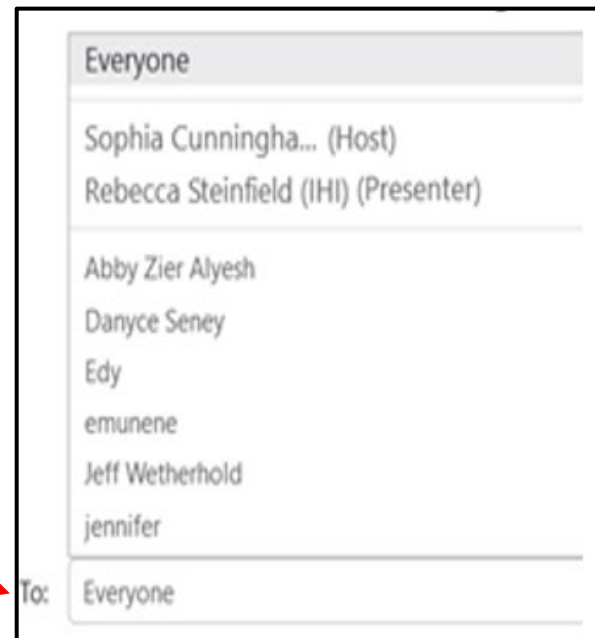 Everyone
Sophia Cunningha... (Host)
Rebecca Steinfield (IHI) (Presenter)
Abby Zier Alyesh
Danyce Seney
Edy
emunene
Jeff Wetherhold
jennifer
To: Everyone